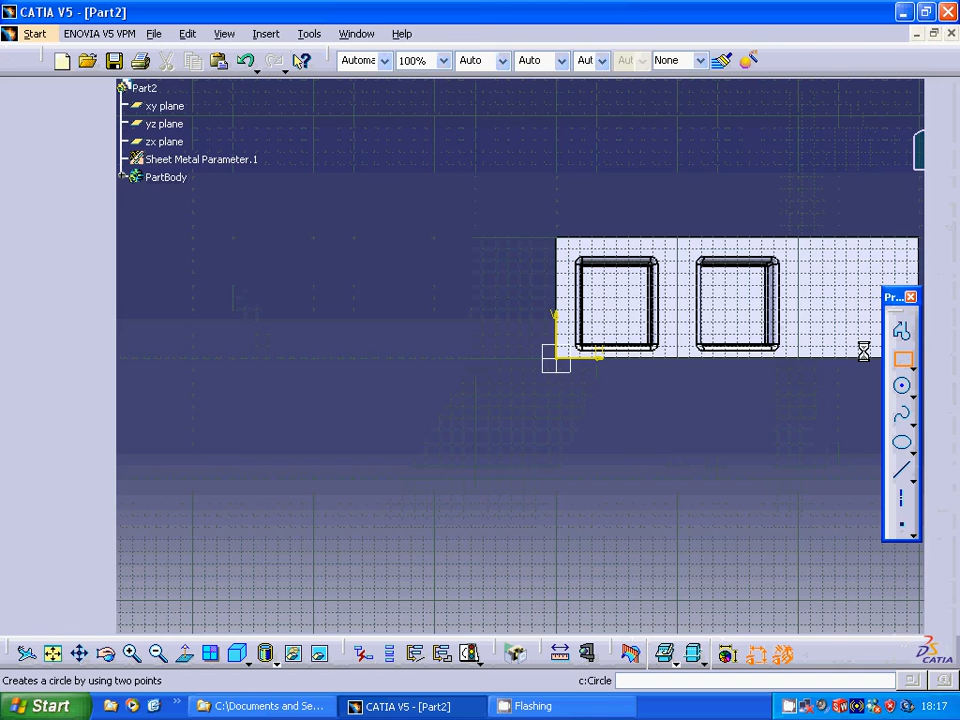 CATIA V5 - [Part2]
Start ENOVIA V5 VPM File Edit View Insert Tools Window Help
Automa 100% Auto Auto Aut Aut None
Part2
xy plane
yz plane
zx plane
Sheet Metal Parameter.1
PartBody
Pr...
CATIA
Creates a circle by using two points c:Circle
Start C:\Documents and Se... CATIA V5 - [Part2] Flashing 18:17